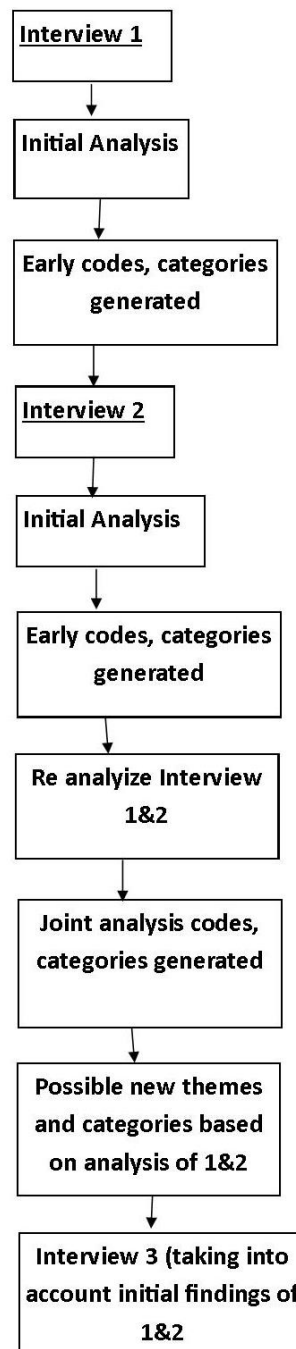 Interview 1
Initial Analysis
Early codes, categories
generated
Interview 2
Initial Analysis
Early codes, categories
generated
Re analyize Interview
1&2
Joint analysis codes,
categories generated
Possible new themes
and categories based
on analysis of 1&2
Interview 3 (taking into
account initial findings of
1&2